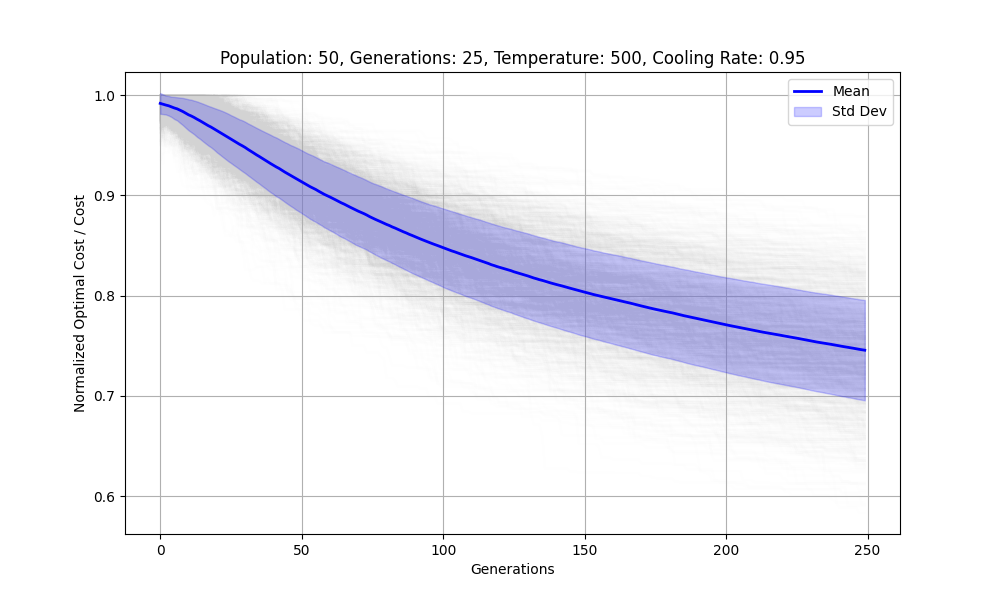 Population: 50, Generations: 25, Temperature: 500, Cooling Rate: 0.95
Mean
Std Dev
Normalized Optimal Cost / Cost
1.0
0.9
0.8
0.7
0.6
0
50
100
150
200
250
Generations